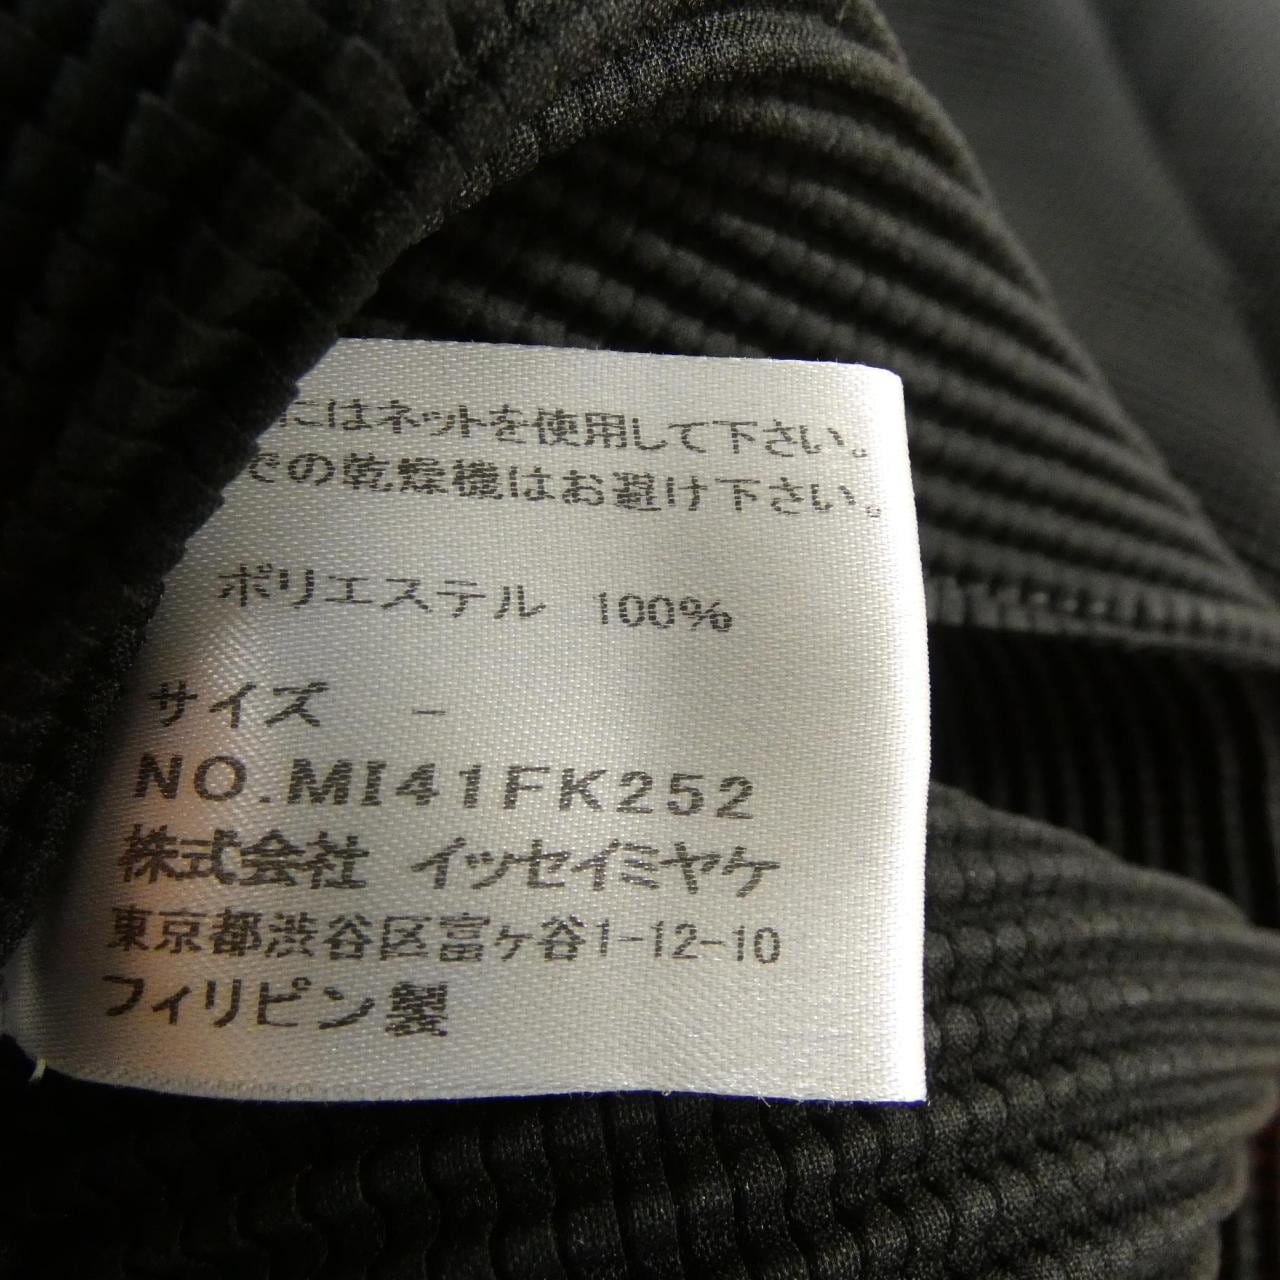 にはネットを使用して下さい。
での乾燥機はお避け下さい。
ポリエステル 100%
サイズ -
NO.MI41FK252
株式会社 イッセイミヤケ
東京都渋谷区富ヶ谷1-12-10
フィリピン製